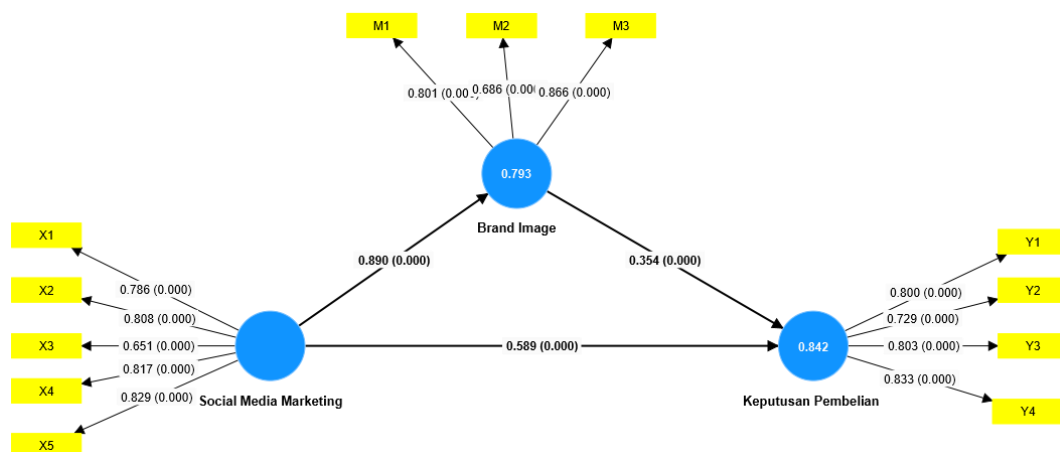 M1
M2
M3
0.801 (0.00
0.686 (0.00
0.866 (0.000)
0.793
Brand Image
X1
X2
X3
X4
X5
0.786 (0.000)
0.808 (0.000)
0.651 (0.000)
0.817 (0.000)
0.829 (0.000)
Social Media Marketing
0.890 (0.000)
0.354 (0.000)
0.589 (0.000)
0.842
Keputusan Pembelian
0.800 (0.000)
0.729 (0.000)
0.803 (0.000)
0.833 (0.000)
Y1
Y2
Y3
Y4